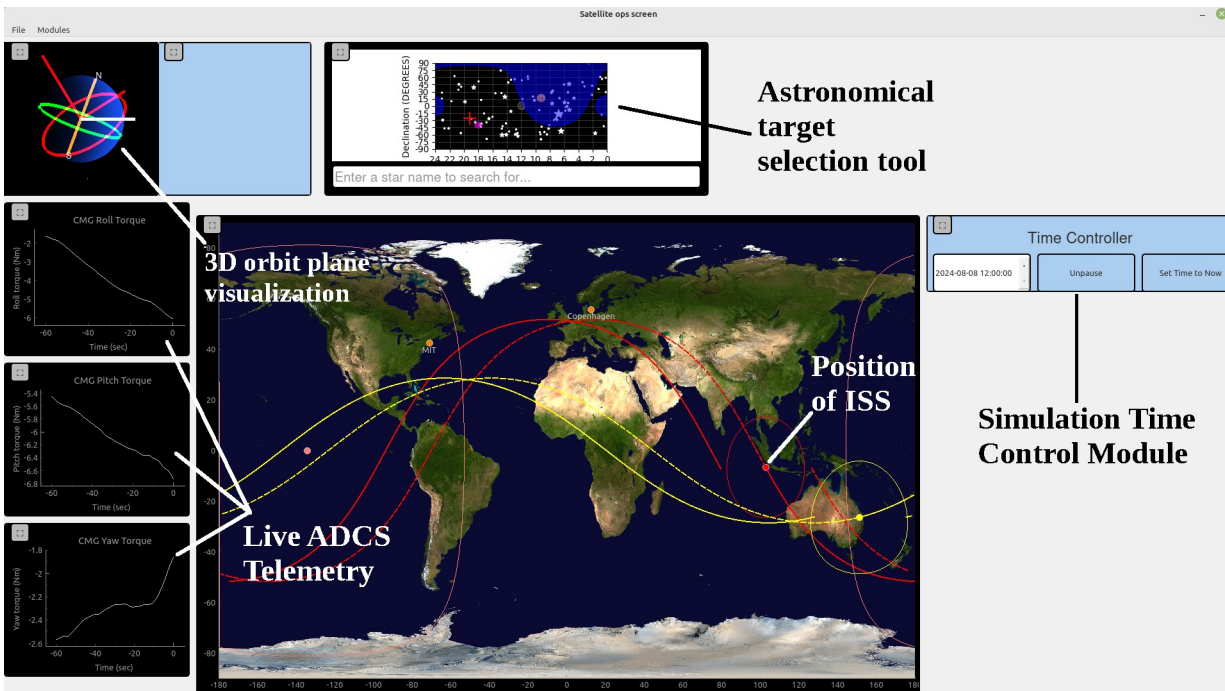 Satellite ops screen
File Modules
N
S
Declination (DEGREES)
90
75
60
45
30
15
0
-15
-30
-45
-60
-75
-90
24 22 20 18 16 14 12 10 8 6 4 2 0
Enter a star name to search for...
Astronomical
target
selection tool
CMG Roll Torque
Roll torque (Nm)
-2
-3
-4
-5
-6
-60 -40 -20 0
Time (sec)
CMG Pitch Torque
Pitch torque (Nm)
-5.4
-5.6
-5.8
-6
-6.2
-6.4
-6.6
-6.8
-60 -40 -20 0
Time (sec)
CMG Yaw Torque
Yaw torque (Nm)
-1.8
-2
-2.2
-2.4
-2.6
-60 -40 -20 0
Time (sec)
3D orbit plane
visualization
Copenhagen
MIT
Position
of ISS
Live ADCS
Telemetry
80
60
40
20
0
-20
-40
-60
-80
-180 -160 -140 -120 -100 -80 -60 -40 -20 0 20 40 60 80 100 120 140 160
Time Controller
2024-08-08 12:00:00 Unpause Set Time to Now
Simulation Time
Control Module